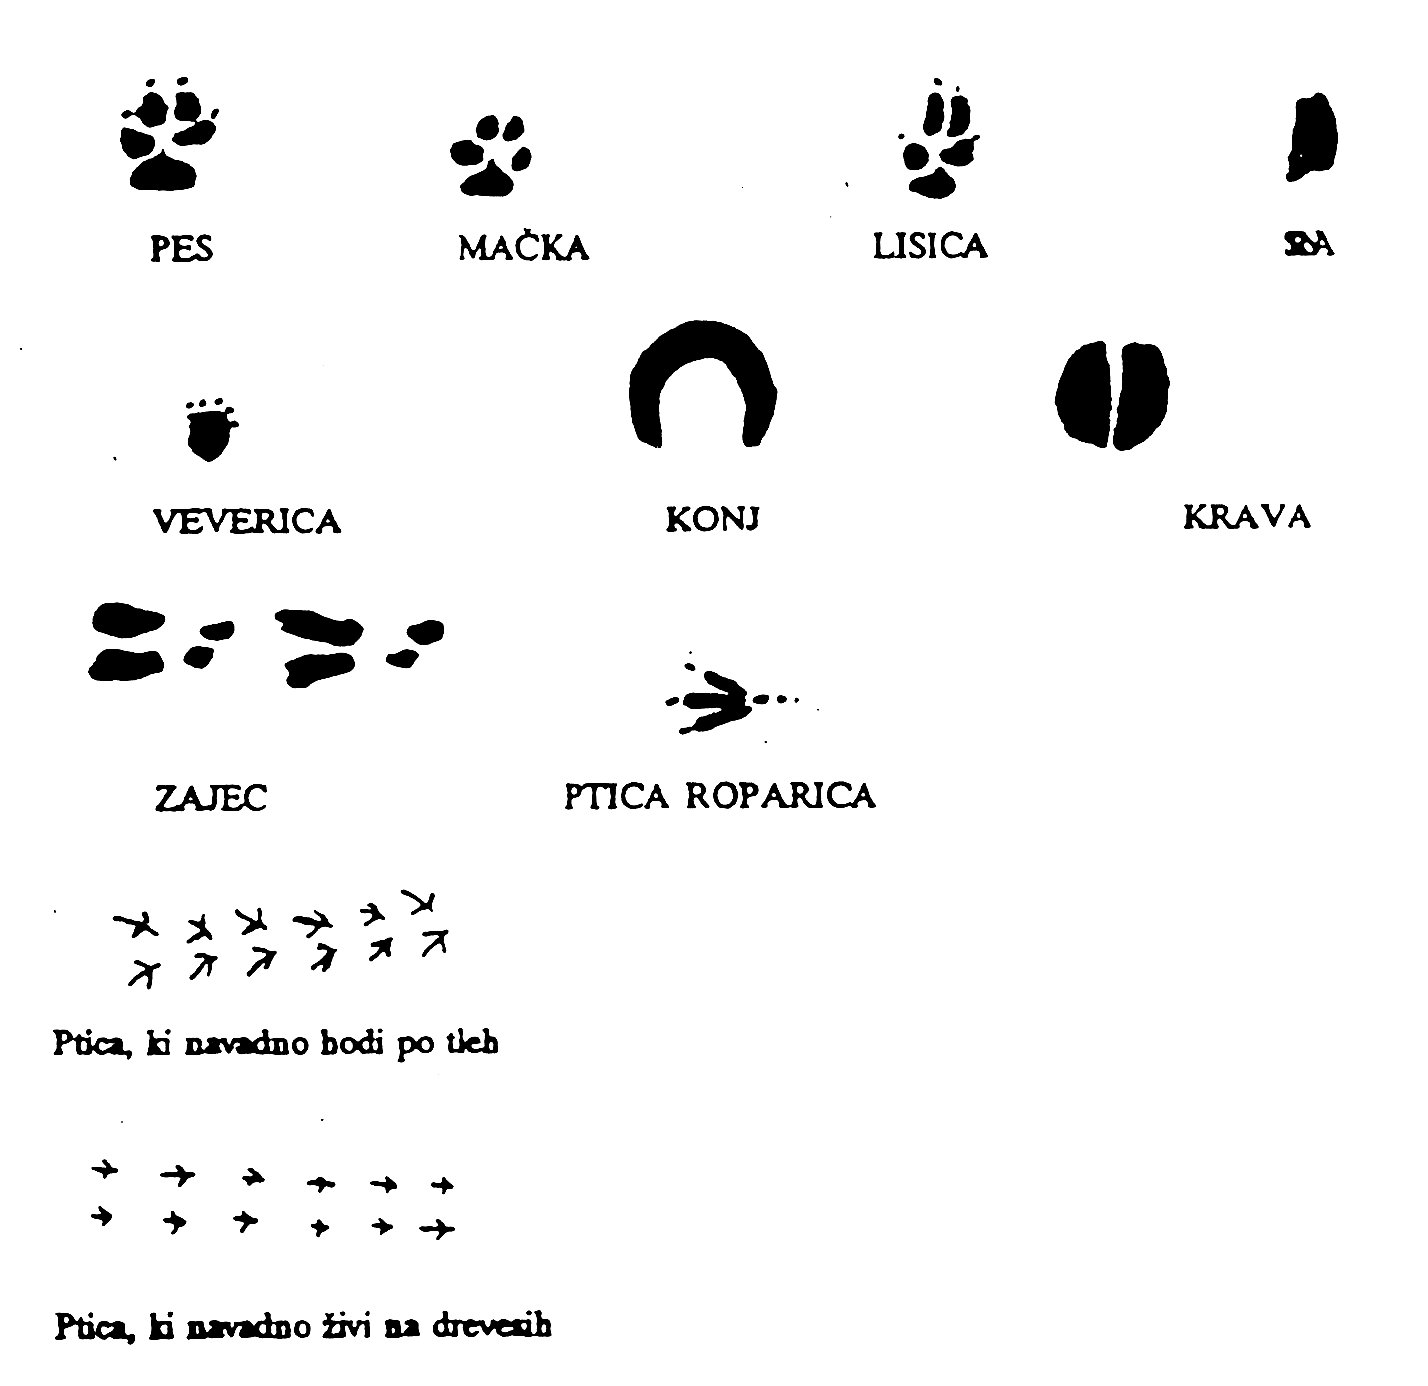 PES MAČKA LISICA
VEVERICA KONJ KRAVA
ZAJEC PTICA ROPARICA
Ptica, ki navadno hodi po tleh
Ptica, ki navadno živi na drevesih